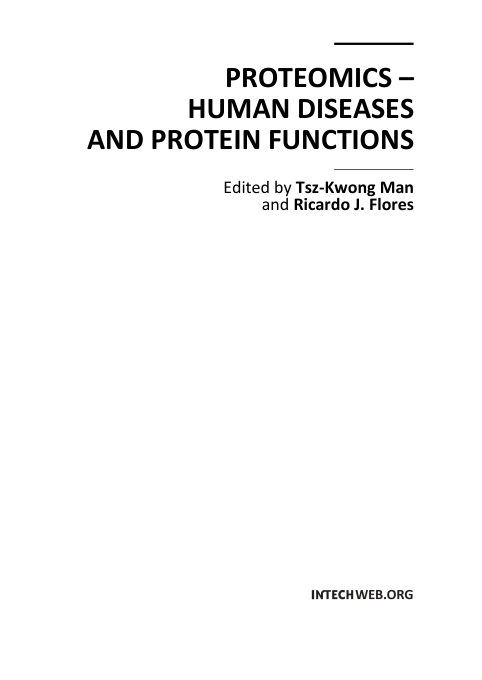 PROTEOMICS –
HUMAN DISEASES
AND PROTEIN FUNCTIONS
Edited by Tsz-Kwong Man
and Ricardo J. Flores
INTECHWEB.ORG